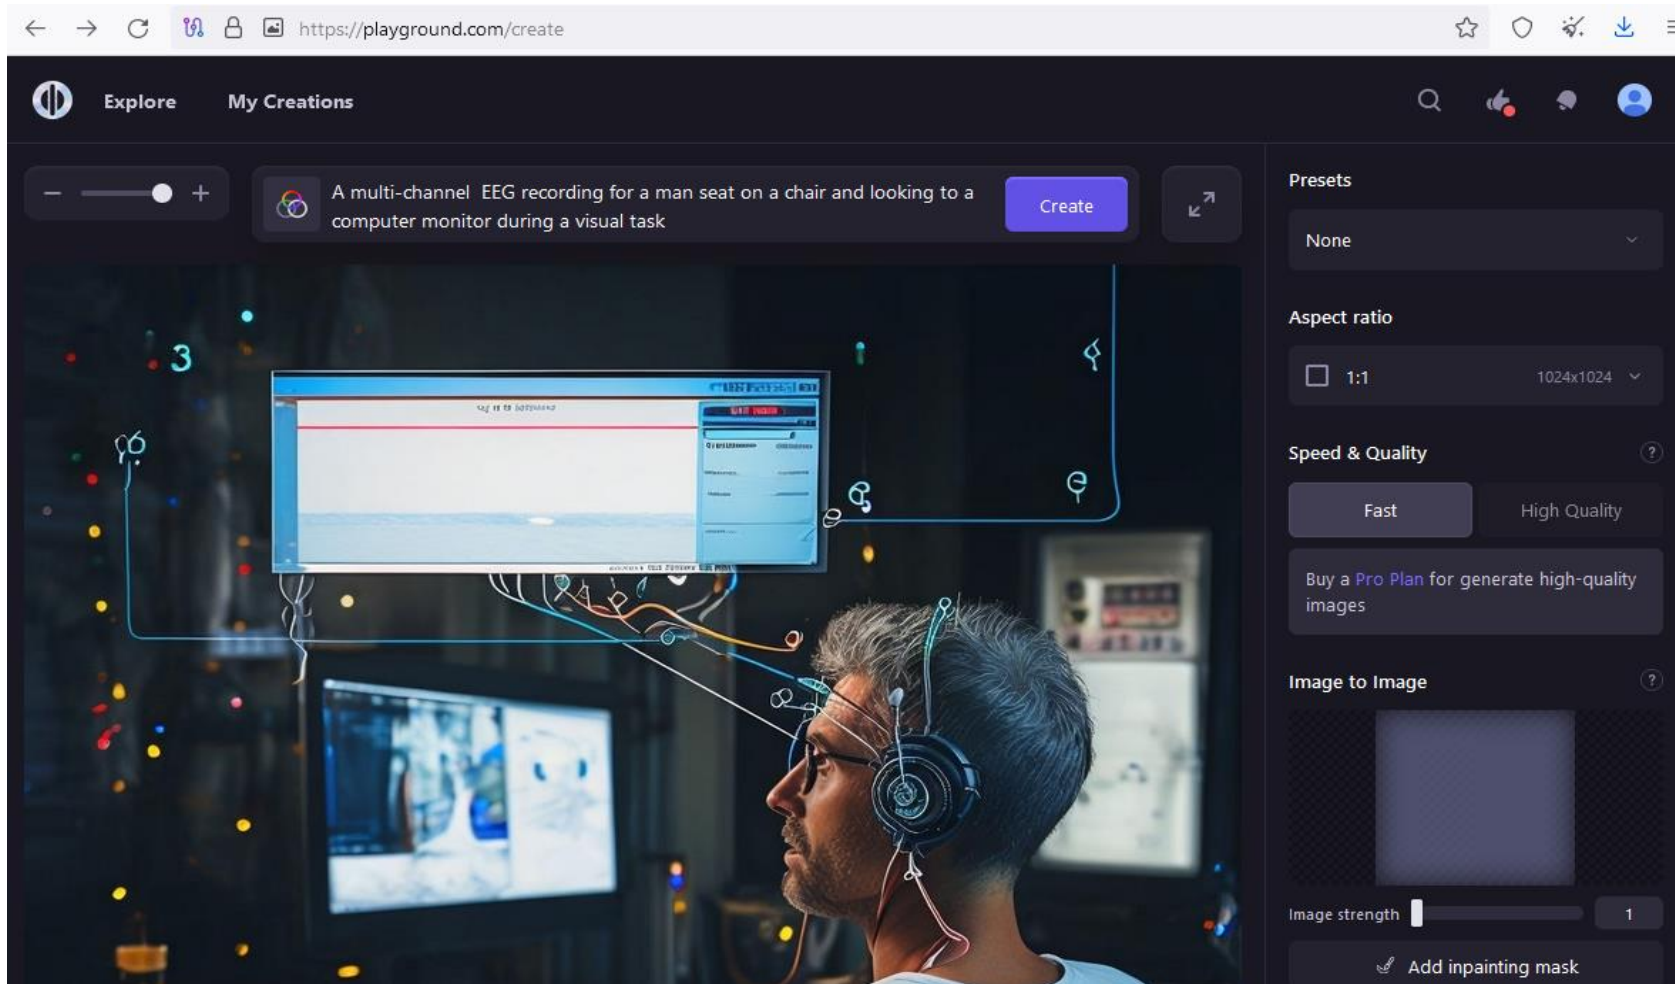 https://playground.com/create
Explore
My Creations
A multi-channel EEG recording for a man seat on a chair and looking to a
computer monitor during a visual task
Create
Presets
None
Aspect ratio
1:1
1024x1024
Speed & Quality
?
Fast
High Quality
Buy a Pro Plan for generate high-quality
images
Image to Image
?
Image strength
1
Add inpainting mask
3